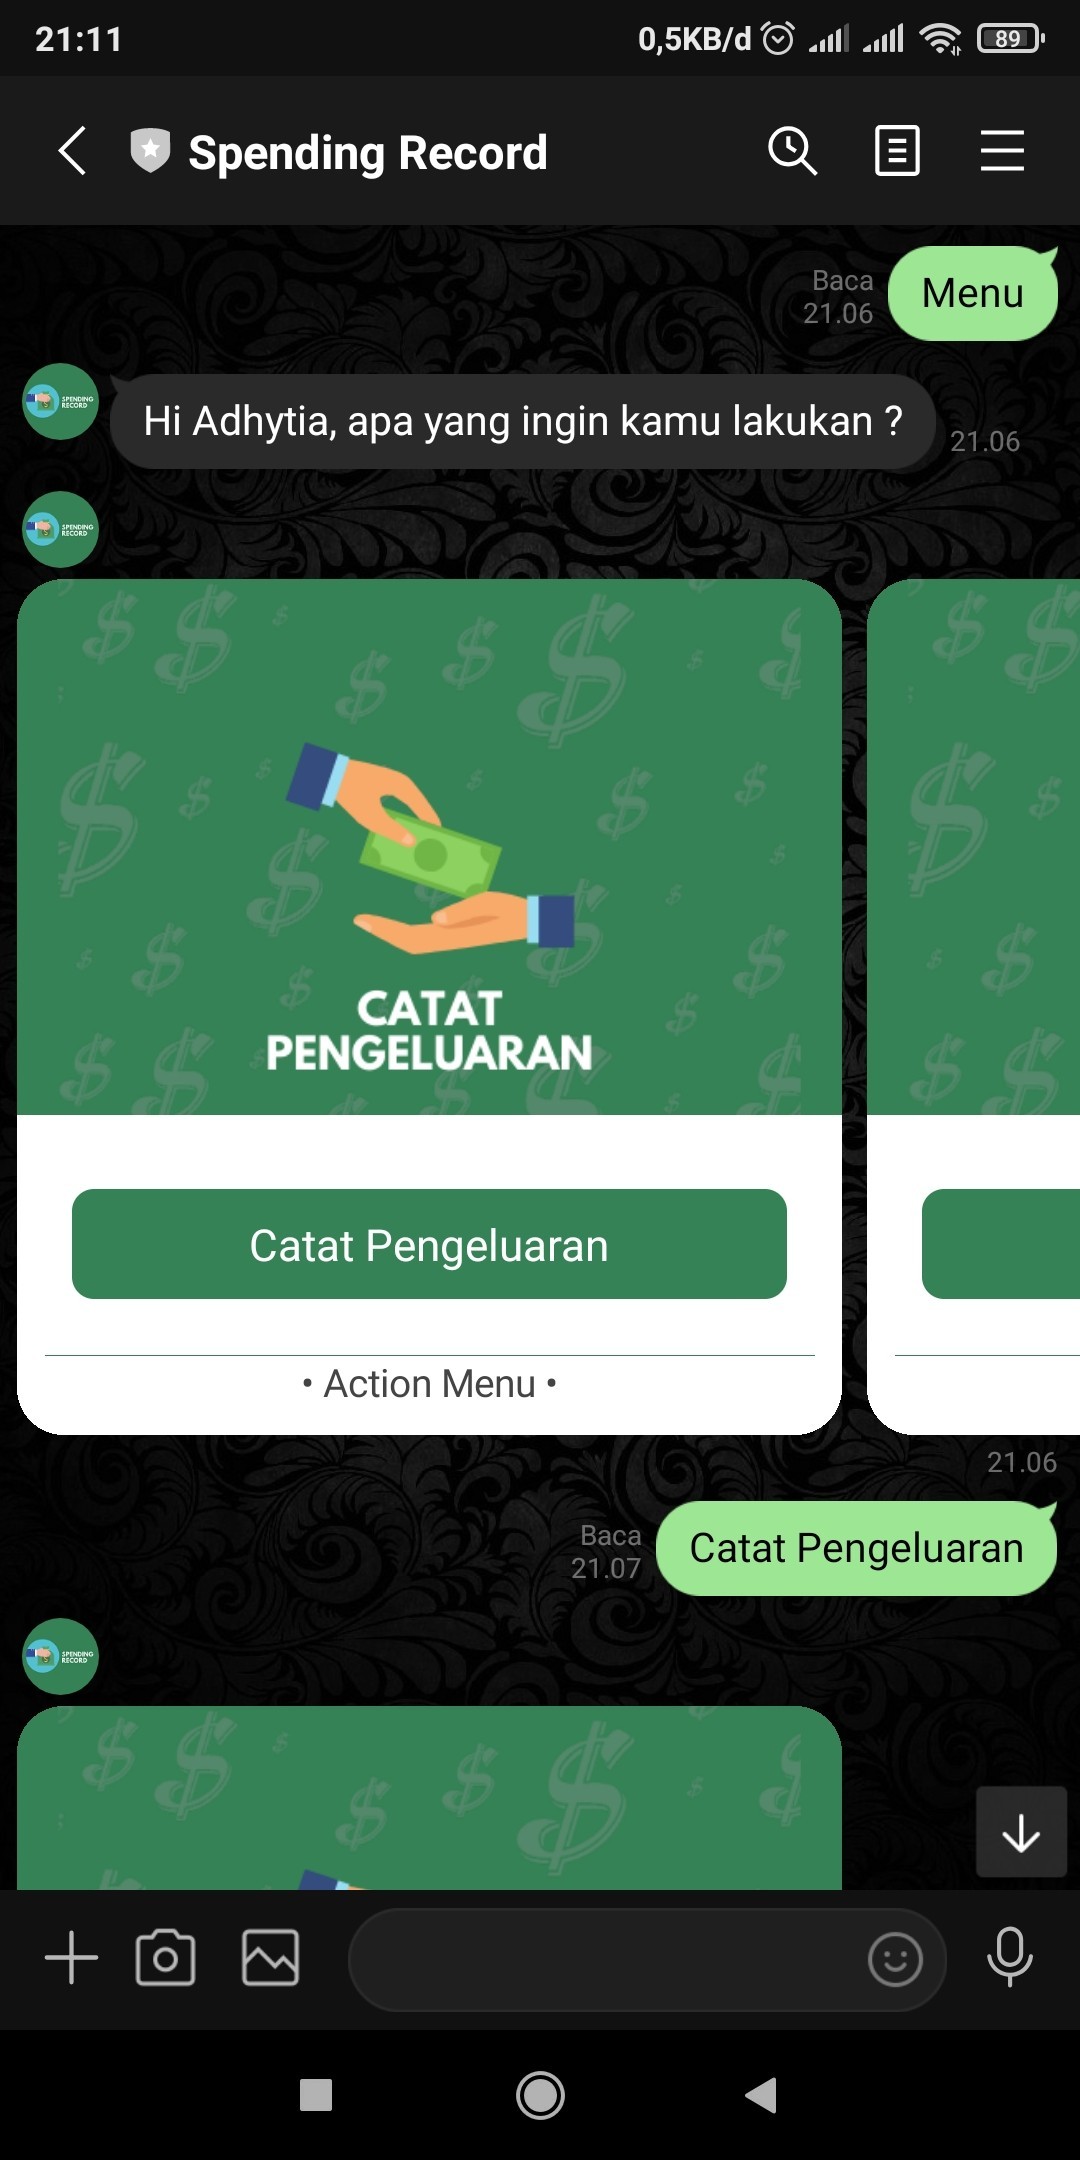 21:11
0,5KB/d
89
Spending Record
Menu
Baca
21.06
SPENDING
RECORD
Hi Adhytia, apa yang ingin kamu lakukan ?
21.06
SPENDING
RECORD
CATAT
PENGELUARAN
Catat Pengeluaran
• Action Menu •
21.06
Catat Pengeluaran
Baca
21.07
SPENDING
RECORD